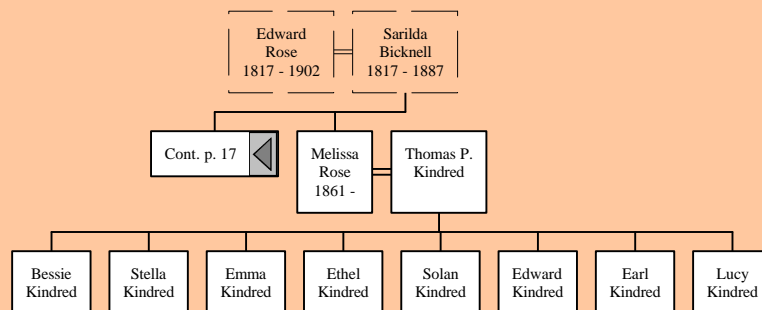 Edward
Rose
1817 - 1902
Sarilda
Bicknell
1817 - 1887
Cont. p. 17
Melissa
Rose
1861 -
Thomas P.
Kindred
Bessie
Kindred
Stella
Kindred
Emma
Kindred
Ethel
Kindred
Solan
Kindred
Edward
Kindred
Earl
Kindred
Lucy
Kindred